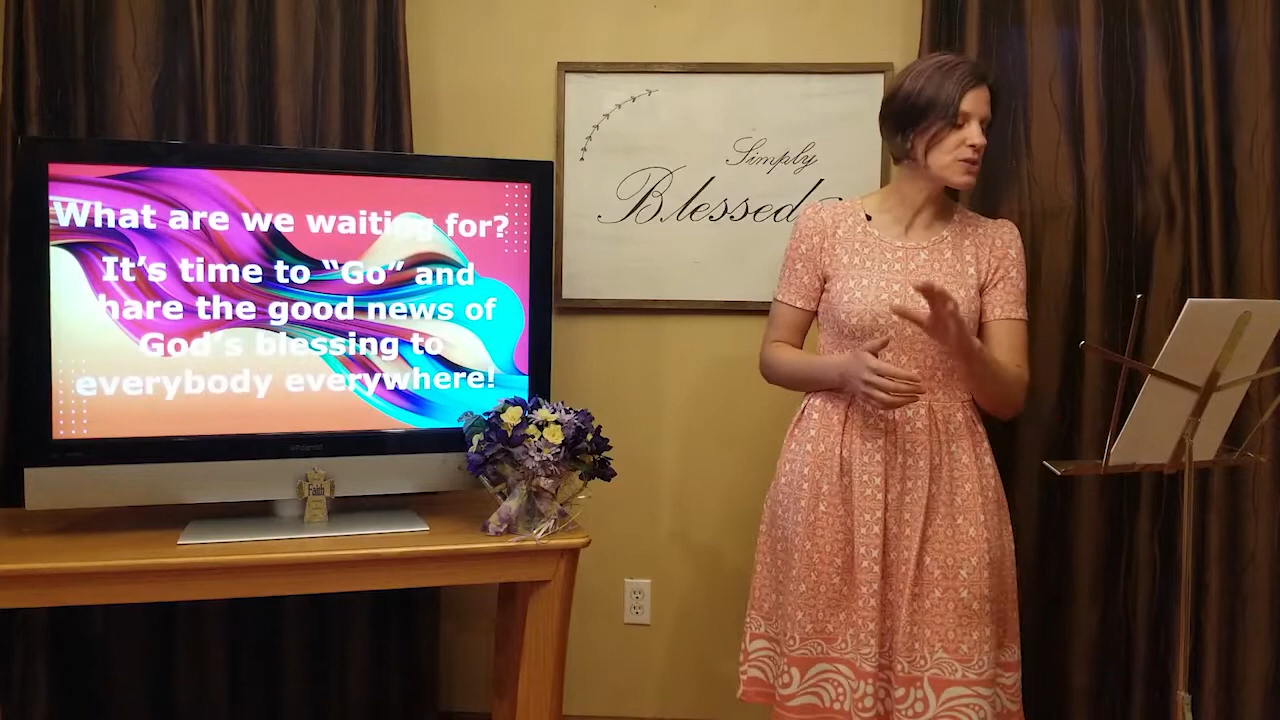 What are we waiting for?
It's time to “Go” and
share the good news of
God's blessing to
everybody everywhere!
Simply
Blessed
Faith